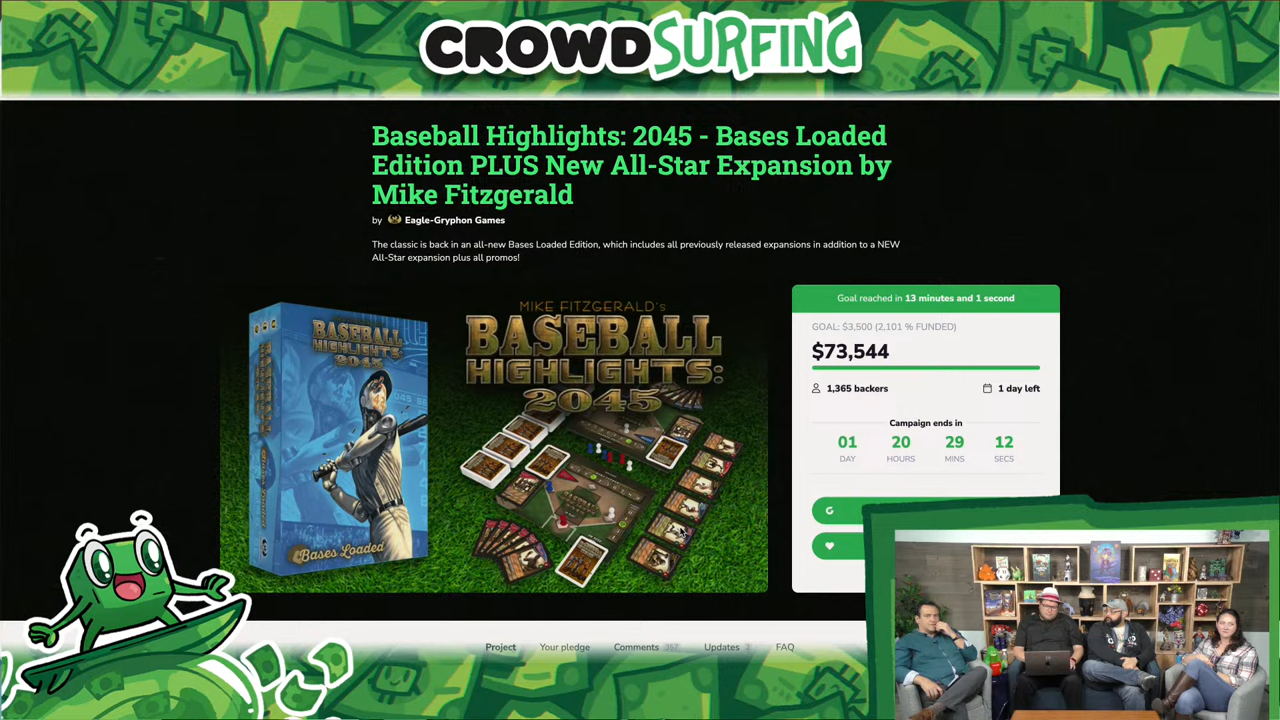 CROWDSURFING
Baseball Highlights: 2045 - Bases Loaded
Edition PLUS New All-Star Expansion by
Mike Fitzgerald
by Eagle-Gryphon Games
The classic is back in an all-new Bases Loaded Edition, which includes all previously released expansions in addition to a NEW
All-Star expansion plus all promos!
MIKE FITZGERALD's
BASEBALL
HIGHLIGHTS:
2045
BASEBALL
HIGHLIGHTS:
2045
Bases Loaded
Goal reached in 13 minutes and 1 second
GOAL: $3,500 (2,101 % FUNDED)
$73,544
1,365 backers
1 day left
Campaign ends in
01 20 29 12
DAY HOURS MINS SECS
G
Project Your pledge Comments Updates FAQ